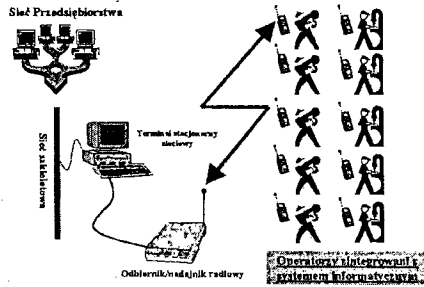 Sieć Przedsiębiorstwa
Terminal stacjonarny
sieciowy
Sieć szkieletowa
Odbiornik/nadajnik radiowy
Operatorzy zintegrowani z
systemem informatycznym